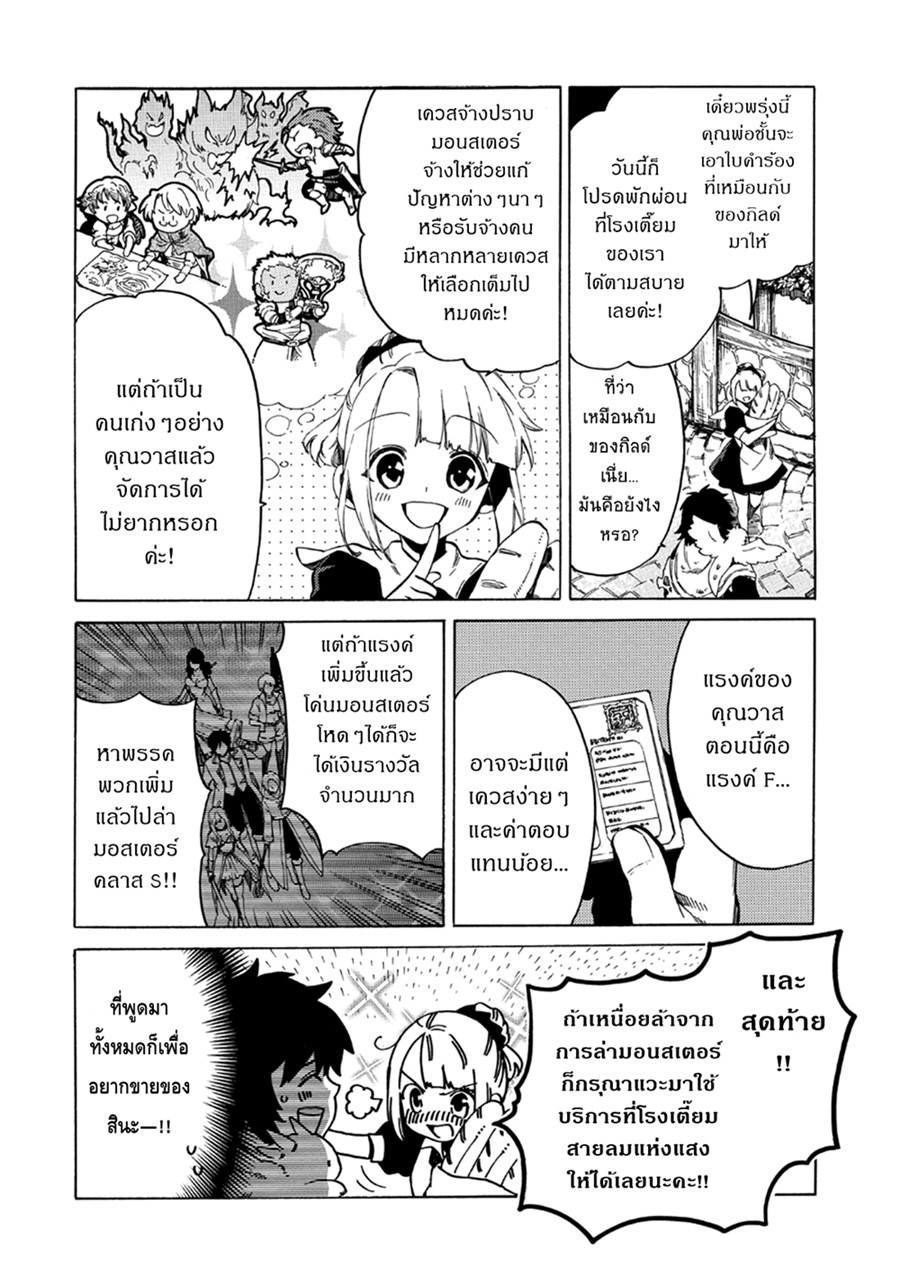 เดี๋ยวพรุ่งนี้
คุณพ่อชั้นจะ
เอาใบคำร้อง
ที่เหมือนกับ
ของกิลด์
มาให้
วันนี้ก็
โปรดพักผ่อน
ที่โรงเตี๊ยม
ของเรา
ได้ตามสบาย
เลยค่ะ!
ที่ว่า
เหมือนกับ
ของกิลด์
เนี่ย...
มันคือยังไง
หรอ?
เควสจ้างปราบ
มอนสเตอร์
จ้างให้ช่วยแก้
ปัญหาต่าง ๆนา ๆ
หรือรับจ้างคน
มีหลากหลายเควส
ให้เลือกเต็มไป
หมดค่ะ!
แต่ถ้าเป็น
คนเก่ง ๆอย่าง
คุณวาสแล้ว
จัดการได้
ไม่ยากหรอก
ค่ะ!
แรงค์ของ
คุณวาส
ตอนนี้คือ
แรงค์ F...
อาจจะมีแต่
เควสง่าย ๆ
และค่าตอบ
แทนน้อย...
แต่ถ้าแรงค์
เพิ่มขึ้นแล้ว
โค่นมอนสเตอร์
โหด ๆได้ก็จะ
ได้เงินรางวัล
จำนวนมาก
หาพรรค
พวกเพิ่ม
แล้วไปล่า
มอสเตอร์
คลาส S!!
และ
สุดท้าย
!!
ถ้าเหนื่อยล้าจาก
การล่ามอนสเตอร์
ก็กรุณาแวะมาใช้
บริการที่โรงเตี๊ยม
สายลมแห่งแสง
ให้ได้เลยนะคะ!!
ที่พูดมา
ทั้งหมดก็เพื่อ
อยากขายของ
สินะ—!!